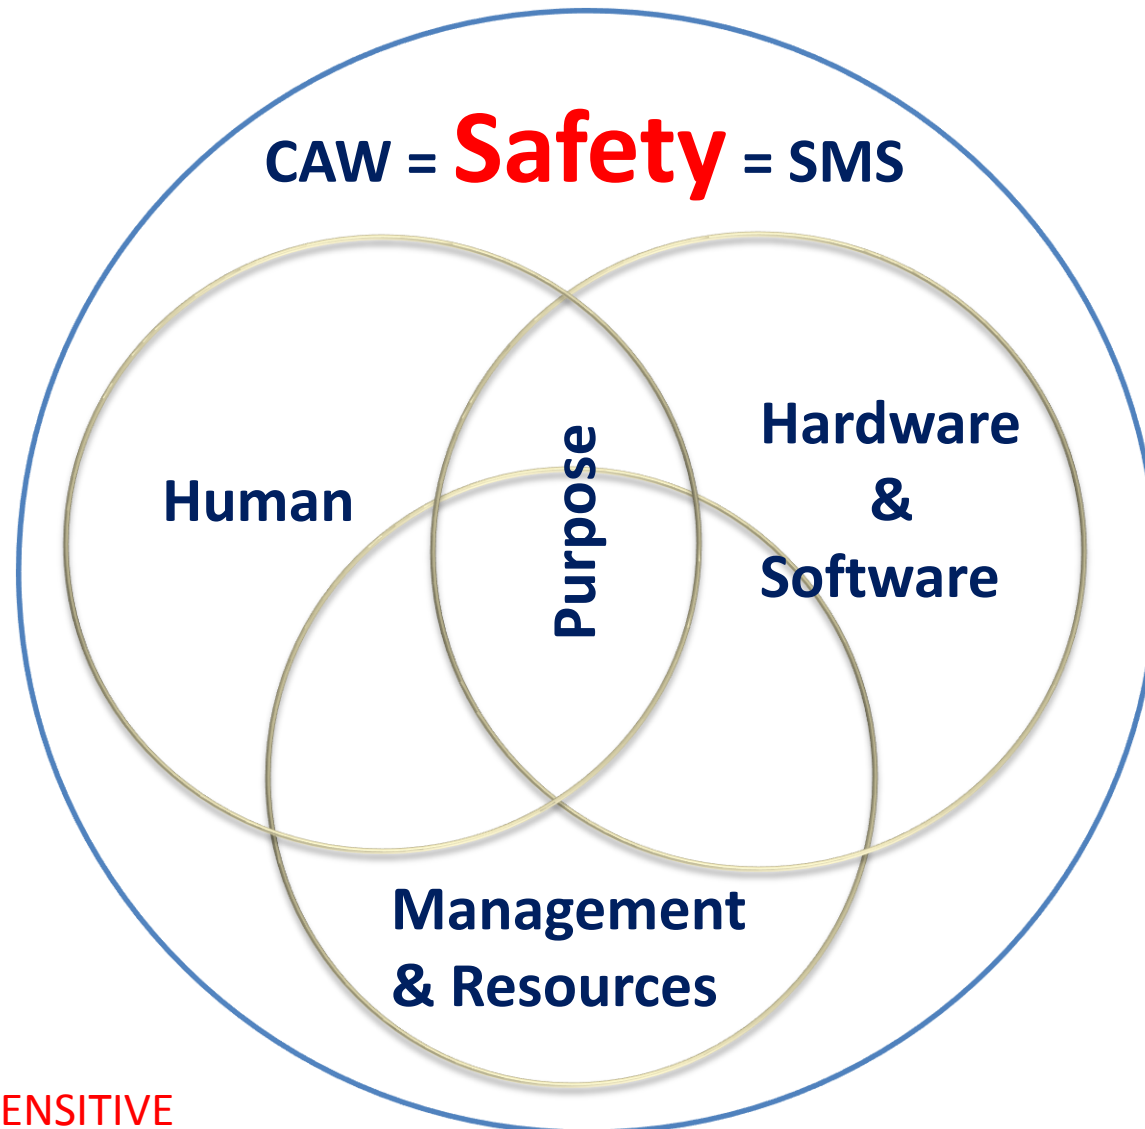 CAW = Safety = SMS
Human
Purpose
Hardware
&
Software
Management
& Resources
ENSITIVE